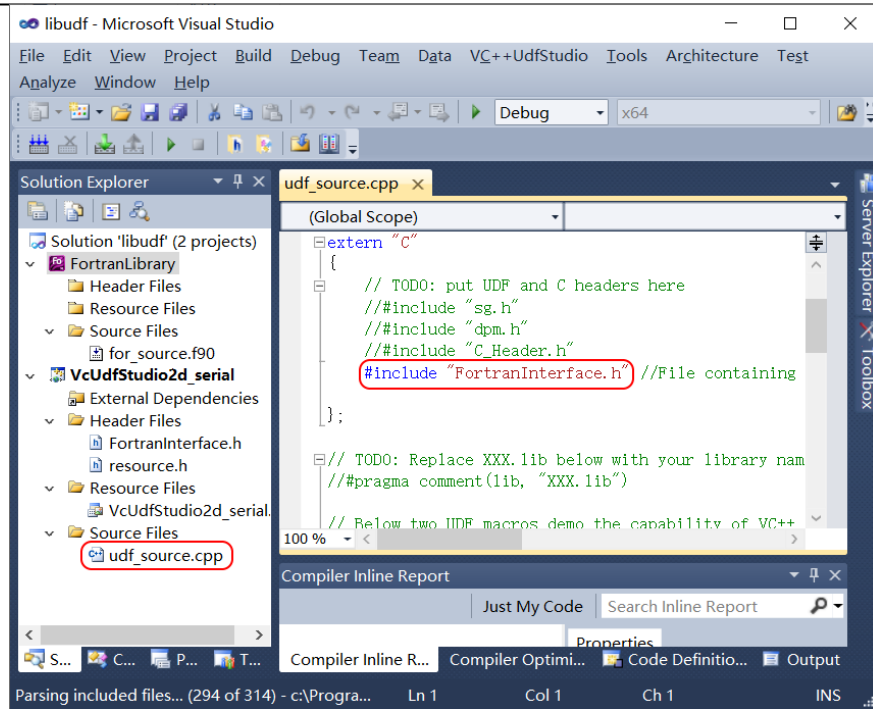 libudf - Microsoft Visual Studio
File Edit View Project Build Debug Team Data VC++UdfStudio Tools Architecture Test
Analyze Window Help
Debug x64
Solution Explorer
udf_source.cpp
(Global Scope)
Solution 'libudf' (2 projects)
FortranLibrary
Header Files
Resource Files
Source Files
for_source.f90
VcUdfStudio2d_serial
External Dependencies
Header Files
FortranInterface.h
resource.h
Resource Files
VcUdfStudio2d_serial.
Source Files
udf_source.cpp
extern "C"
{
// TODO: put UDF and C headers here
//#include "sg.h"
//#include "dpm.h"
//#include "C_Header.h"
#include "FortranInterface.h" //File containing
};
// TODO: Replace XXX.lib below with your library nam
//#pragma comment(lib, "XXX.lib")
// Below two UDF macros demo the capability of VC++
100 %
Server Explorer
Toolbox
Compiler Inline Report
Just My Code Search Inline Report
Properties
S... C... P... T...
Compiler Inline R... Compiler Optimi... Code Definitio... Output
Parsing included files... (294 of 314) - c:\Progra... Ln 1 Col 1 Ch 1 INS